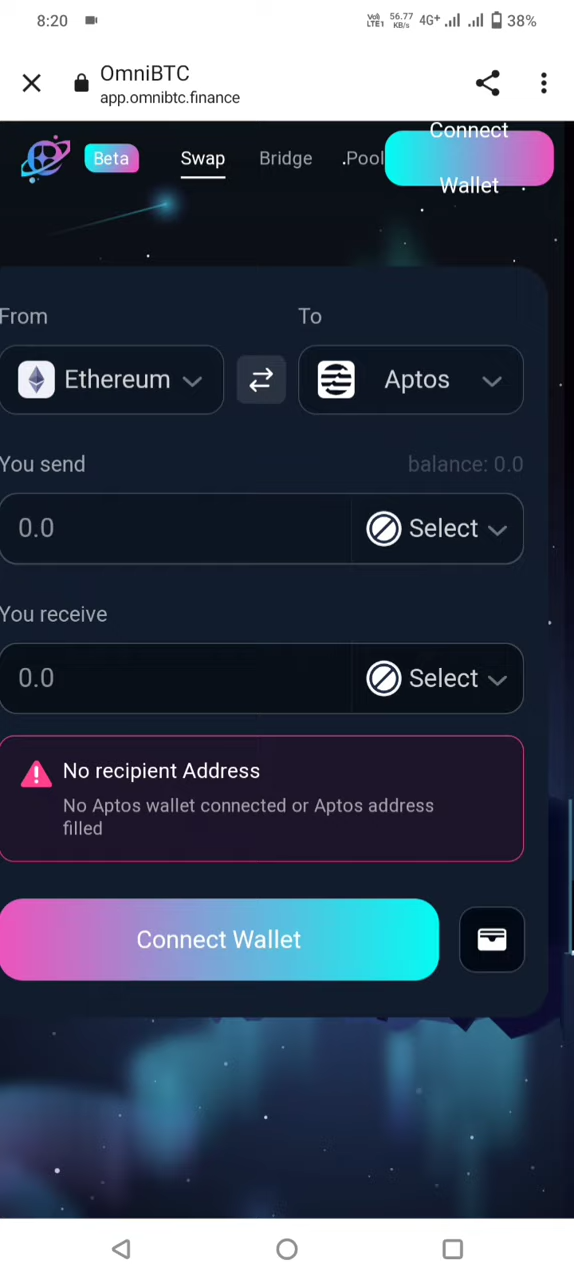 8:20
Vo) LTE1 56.77 KB/s 4G+ 38%
OmniBTC
app.omnibtc.finance
Beta Swap Bridge Pool Connect Wallet
From To
Ethereum Aptos
You send balance: 0.0
0.0 Select
You receive
0.0 Select
No recipient Address
No Aptos wallet connected or Aptos address
filled
Connect Wallet